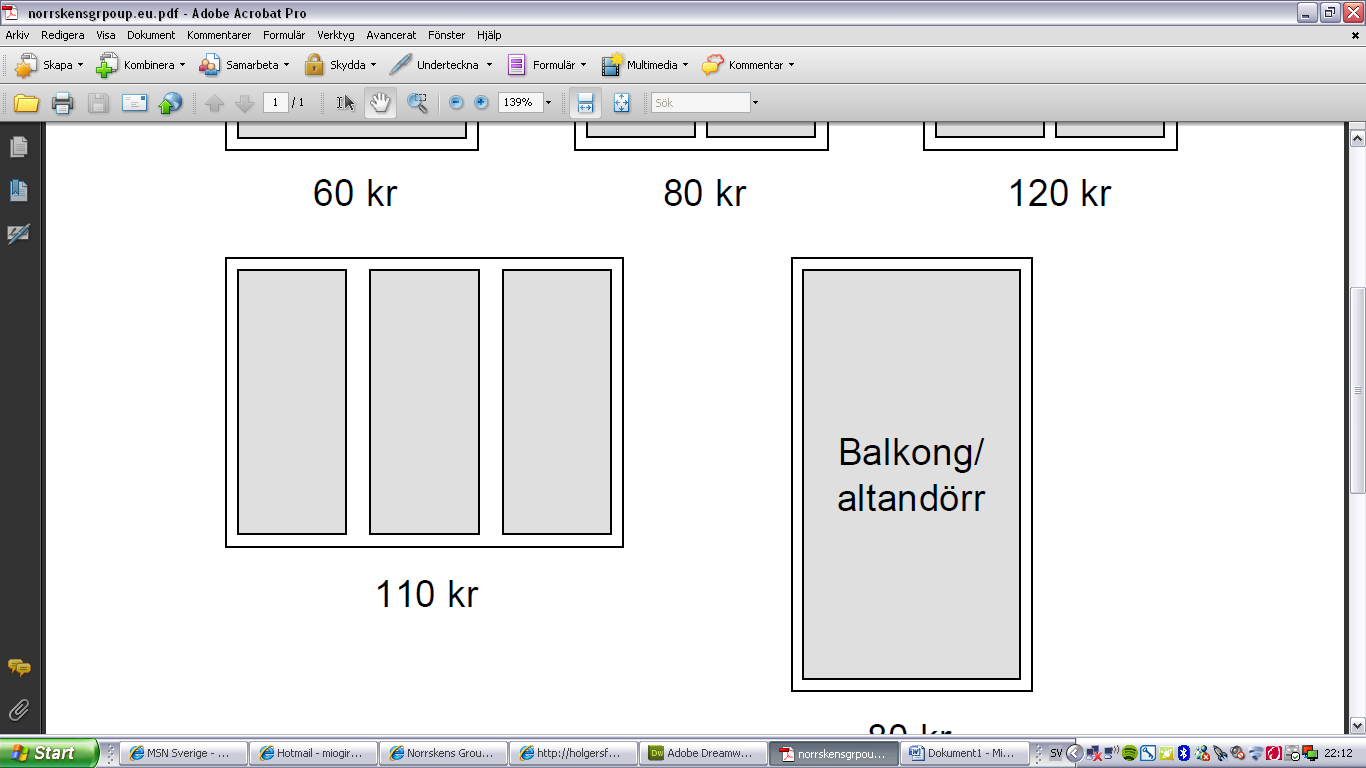 norrskensgrpoup.eu.pdf - Adobe Acrobat Pro
Arkiv Redigera Visa Dokument Kommentarer Formulär Verktyg Avancerat Fönster Hjälp
Skapa Kombinera Samarbeta Skydda Underteckna Formulär Multimedia Kommentar
1 / 1 139% Sök
60 kr 80 kr 120 kr
Balkong/
altandörr
110 kr
Start MSN Sverige - ... Hotmail - miogir... Norrskens Grou... http://holgersf... Adobe Dreamw... norrskensgrpou... Dokument1 - Mi... SV 22:12